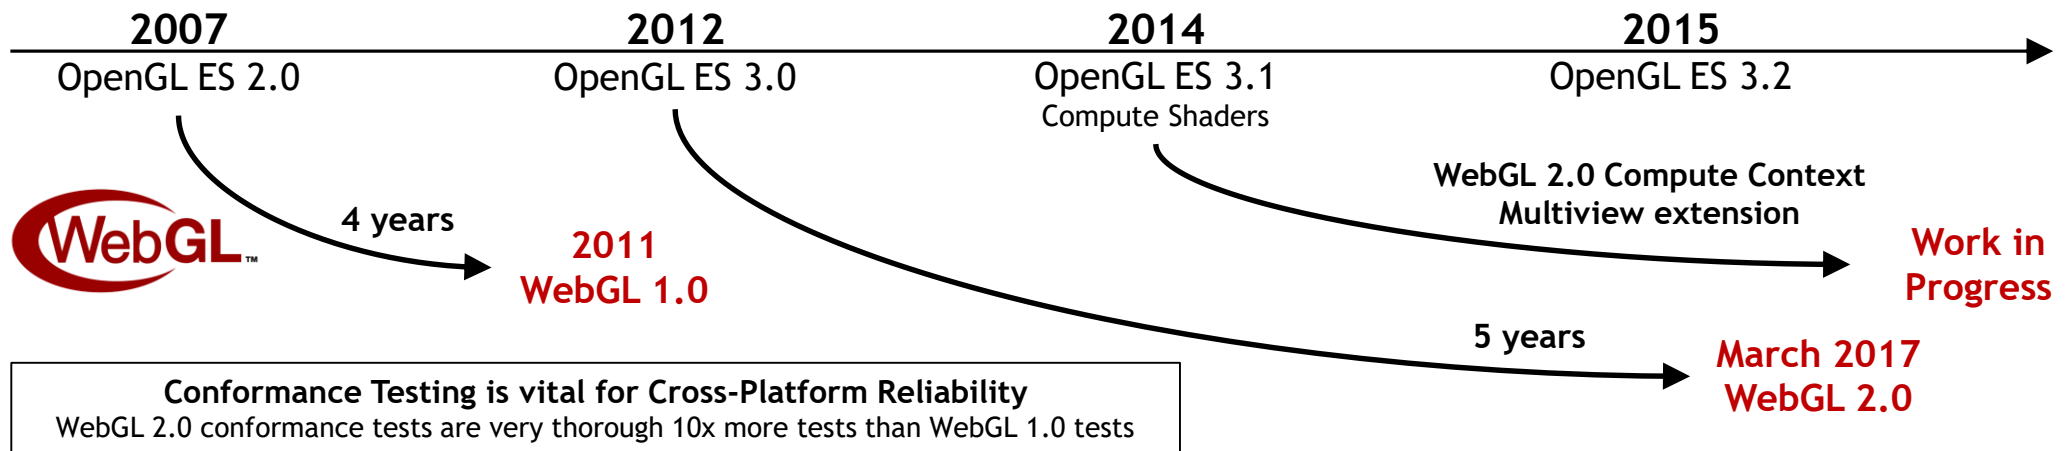 2007
2012
2014
2015
OpenGL ES 2.0
OpenGL ES 3.0
OpenGL ES 3.1
Compute Shaders
OpenGL ES 3.2
WebGL 2.0 Compute Context
Multiview extension
WebGL™
4 years
2011
WebGL 1.0
Work in
Progress
5 years
March 2017
WebGL 2.0
Conformance Testing is vital for Cross-Platform Reliability
WebGL 2.0 conformance tests are very thorough 10x more tests than WebGL 1.0 tests